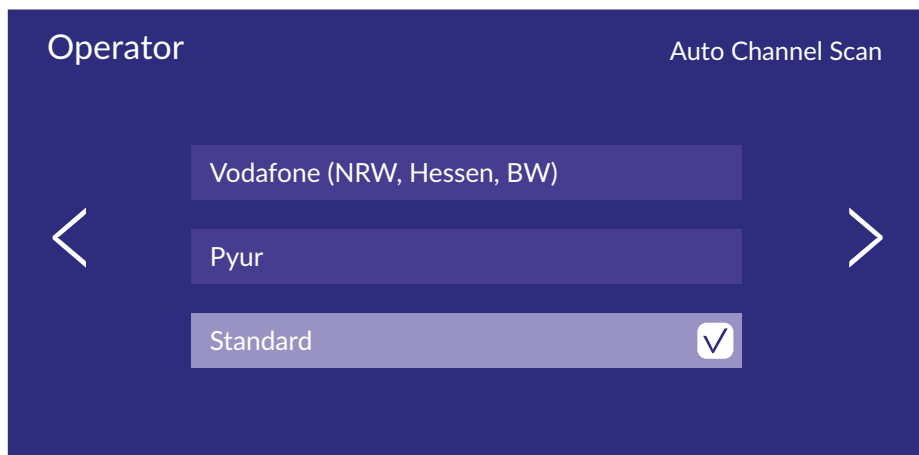 Operator
Auto Channel Scan
Vodafone (NRW, Hessen, BW)
Pyur
Standard